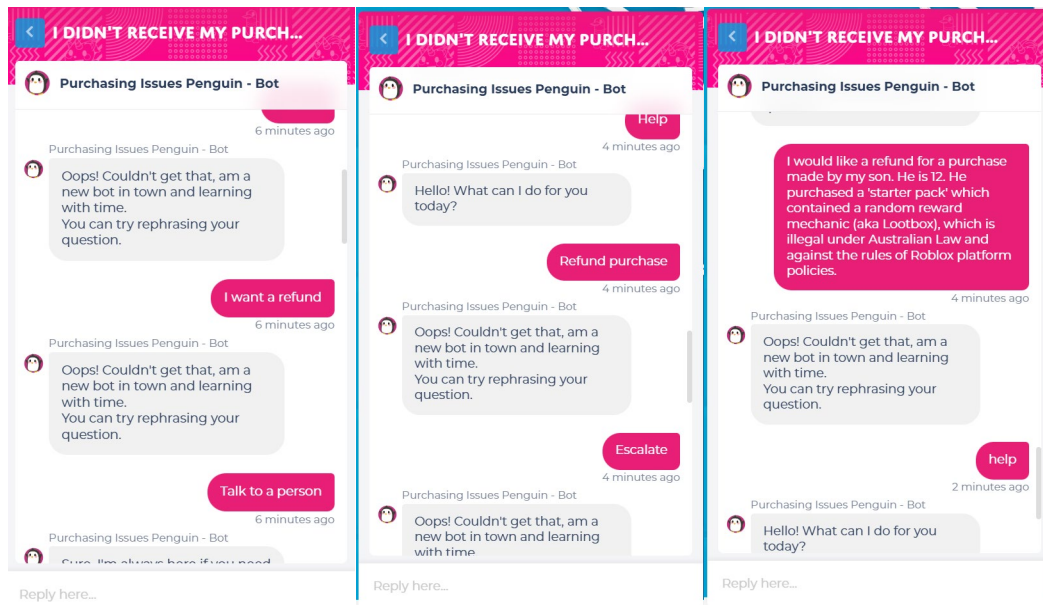 I DIDN'T RECEIVE MY PURCH...
Purchasing Issues Penguin - Bot
6 minutes ago
Purchasing Issues Penguin - Bot
Oops! Couldn't get that, am a
new bot in town and learning
with time.
You can try rephrasing your
question.
I want a refund
6 minutes ago
Purchasing Issues Penguin - Bot
Oops! Couldn't get that, am a
new bot in town and learning
with time.
You can try rephrasing your
question.
Talk to a person
6 minutes ago
Purchasing Issues Penguin - Bot
Sure, I'm always here if you need
Reply here...
I DIDN'T RECEIVE MY PURCH...
Purchasing Issues Penguin - Bot
Help
4 minutes ago
Purchasing Issues Penguin - Bot
Hello! What can I do for you
today?
Refund purchase
4 minutes ago
Purchasing Issues Penguin - Bot
Oops! Couldn't get that, am a
new bot in town and learning
with time.
You can try rephrasing your
question.
Escalate
4 minutes ago
Purchasing Issues Penguin - Bot
Oops! Couldn't get that, am a
new bot in town and learning
with time
Reply here...
I DIDN'T RECEIVE MY PURCH...
Purchasing Issues Penguin - Bot
I would like a refund for a purchase
made by my son. He is 12. He
purchased a 'starter pack' which
contained a random reward
mechanic (aka Lootbox), which is
illegal under Australian Law and
against the rules of Roblox platform
policies.
4 minutes ago
Purchasing Issues Penguin - Bot
Oops! Couldn't get that, am a
new bot in town and learning
with time.
You can try rephrasing your
question.
help
2 minutes ago
Purchasing Issues Penguin - Bot
Hello! What can I do for you
today?
Reply here...